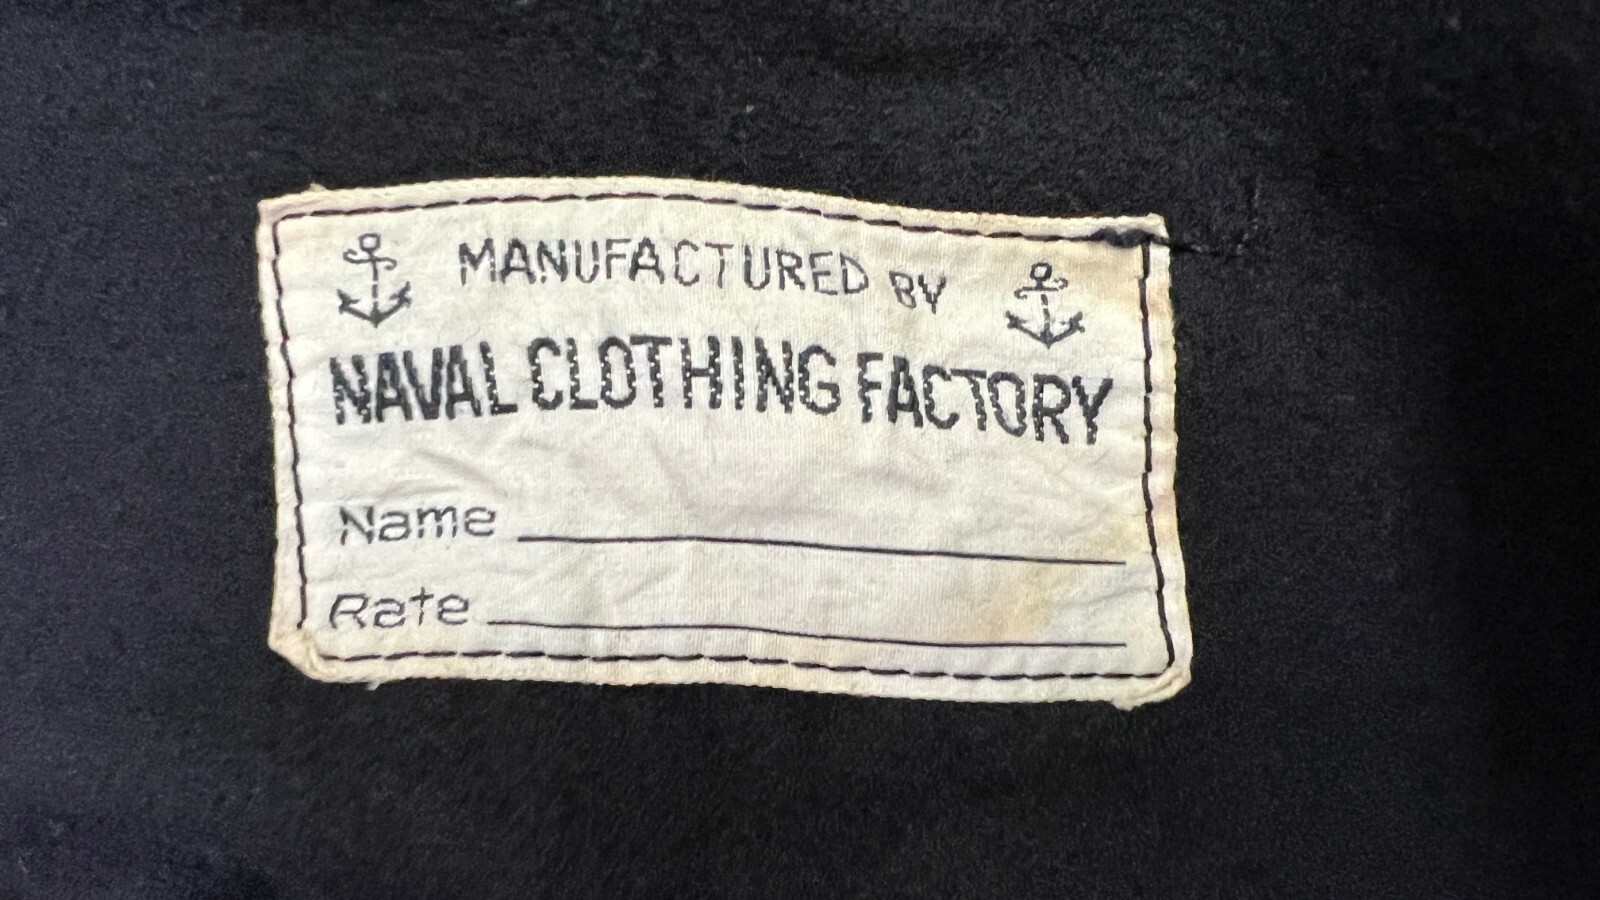 MANUFACTURED BY
NAVAL CLOTHING FACTORY
Name
Rate